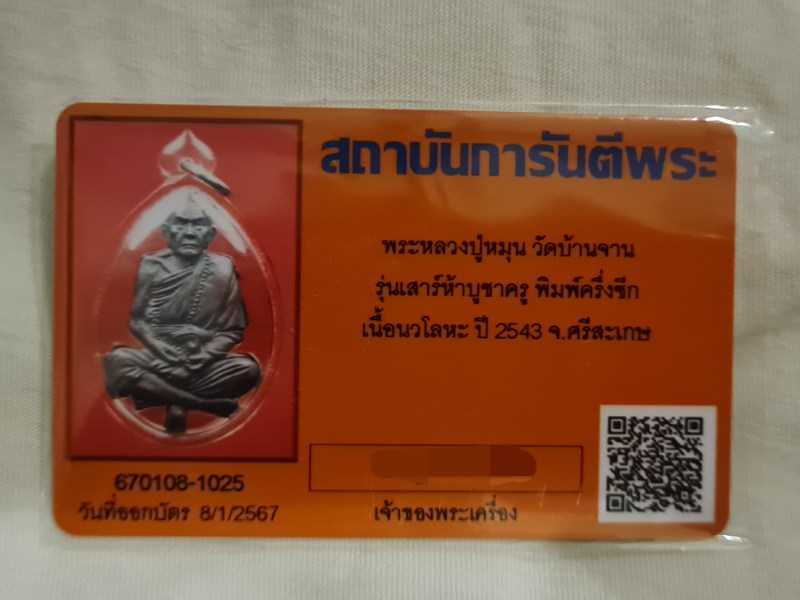 สถาบันการันตีพระ
พระหลวงปู่หมุน วัดบ้านจาน
รุ่นเสาร์ห้าบูชาครู พิมพ์ครึ่งซีก
เนื้อนวโลหะ ปี 2543 จ.ศรีสะเกษ
670108-1025
วันที่ออกบัตร 8/1/2567
เจ้าของพระเครื่อง